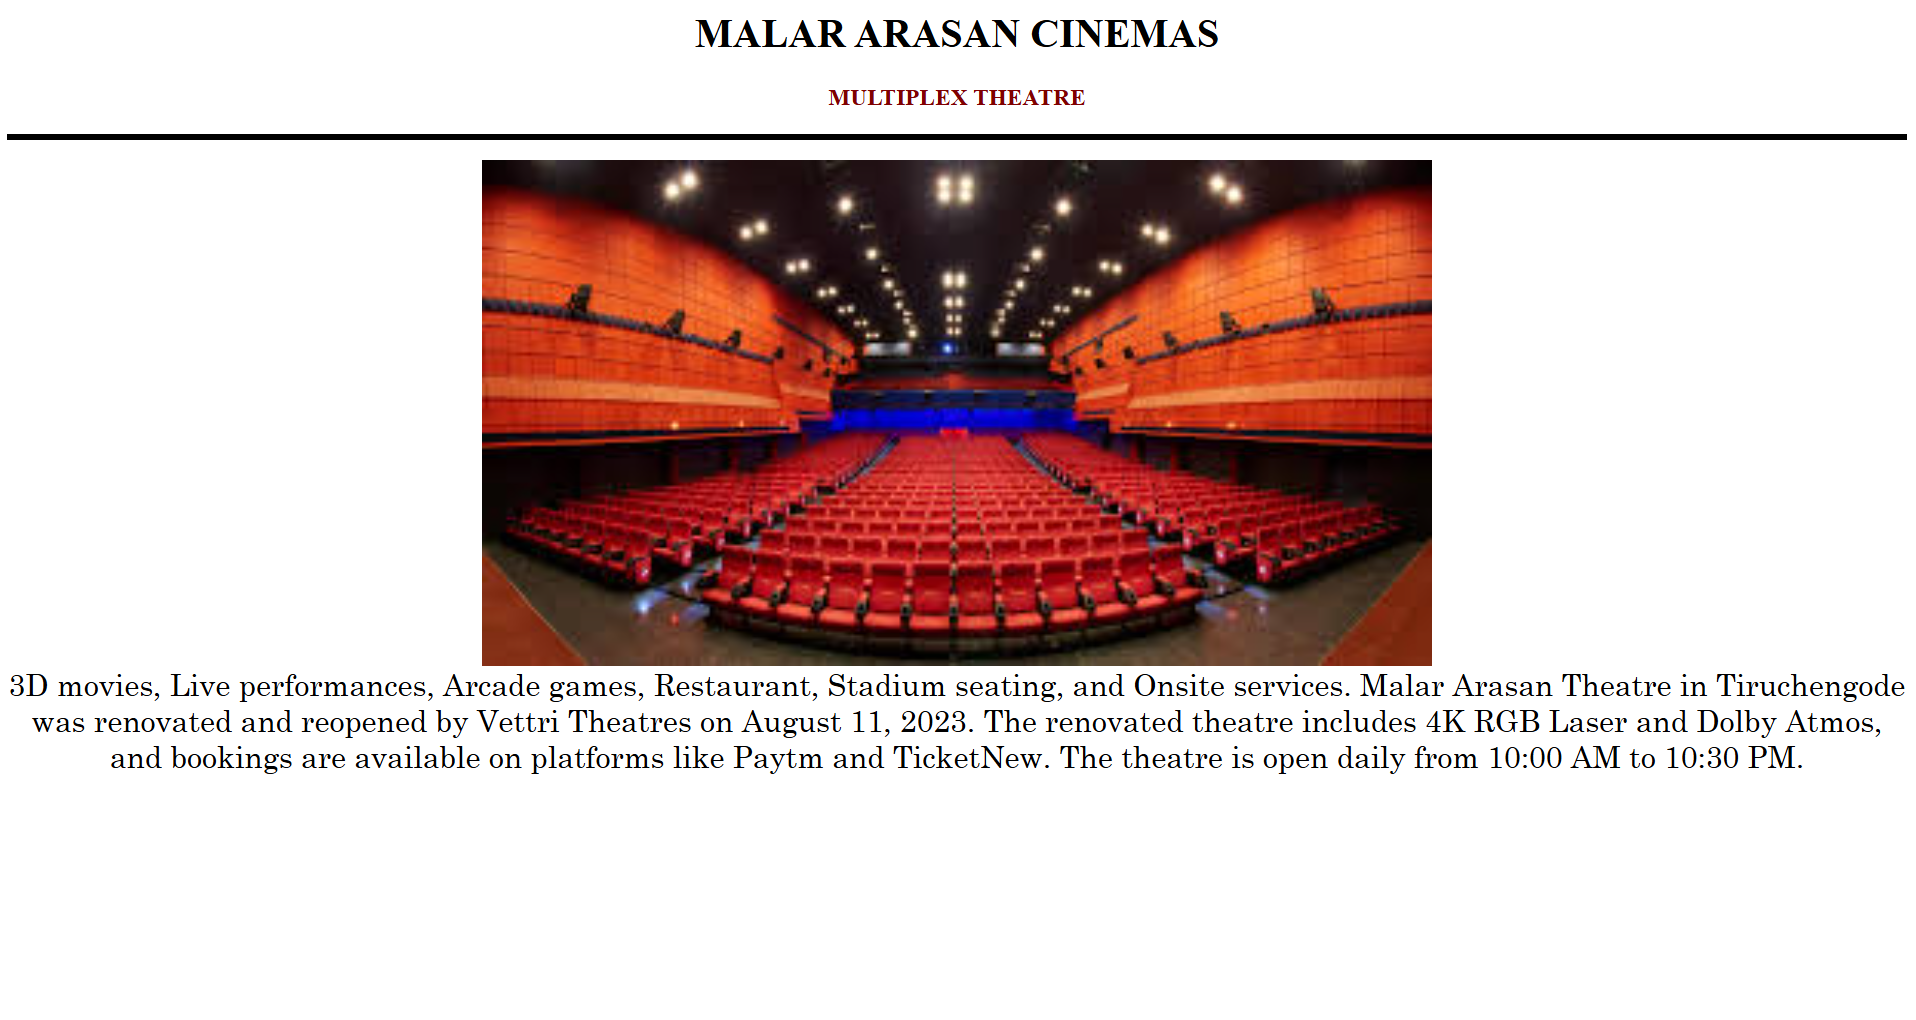 MALAR ARASAN CINEMAS
MULTIPLEX THEATRE
3D movies, Live performances, Arcade games, Restaurant, Stadium seating, and Onsite services. Malar Arasan Theatre in Tiruchengode
was renovated and reopened by Vettri Theatres on August 11, 2023. The renovated theatre includes 4K RGB Laser and Dolby Atmos,
and bookings are available on platforms like Paytm and TicketNew. The theatre is open daily from 10:00 AM to 10:30 PM.